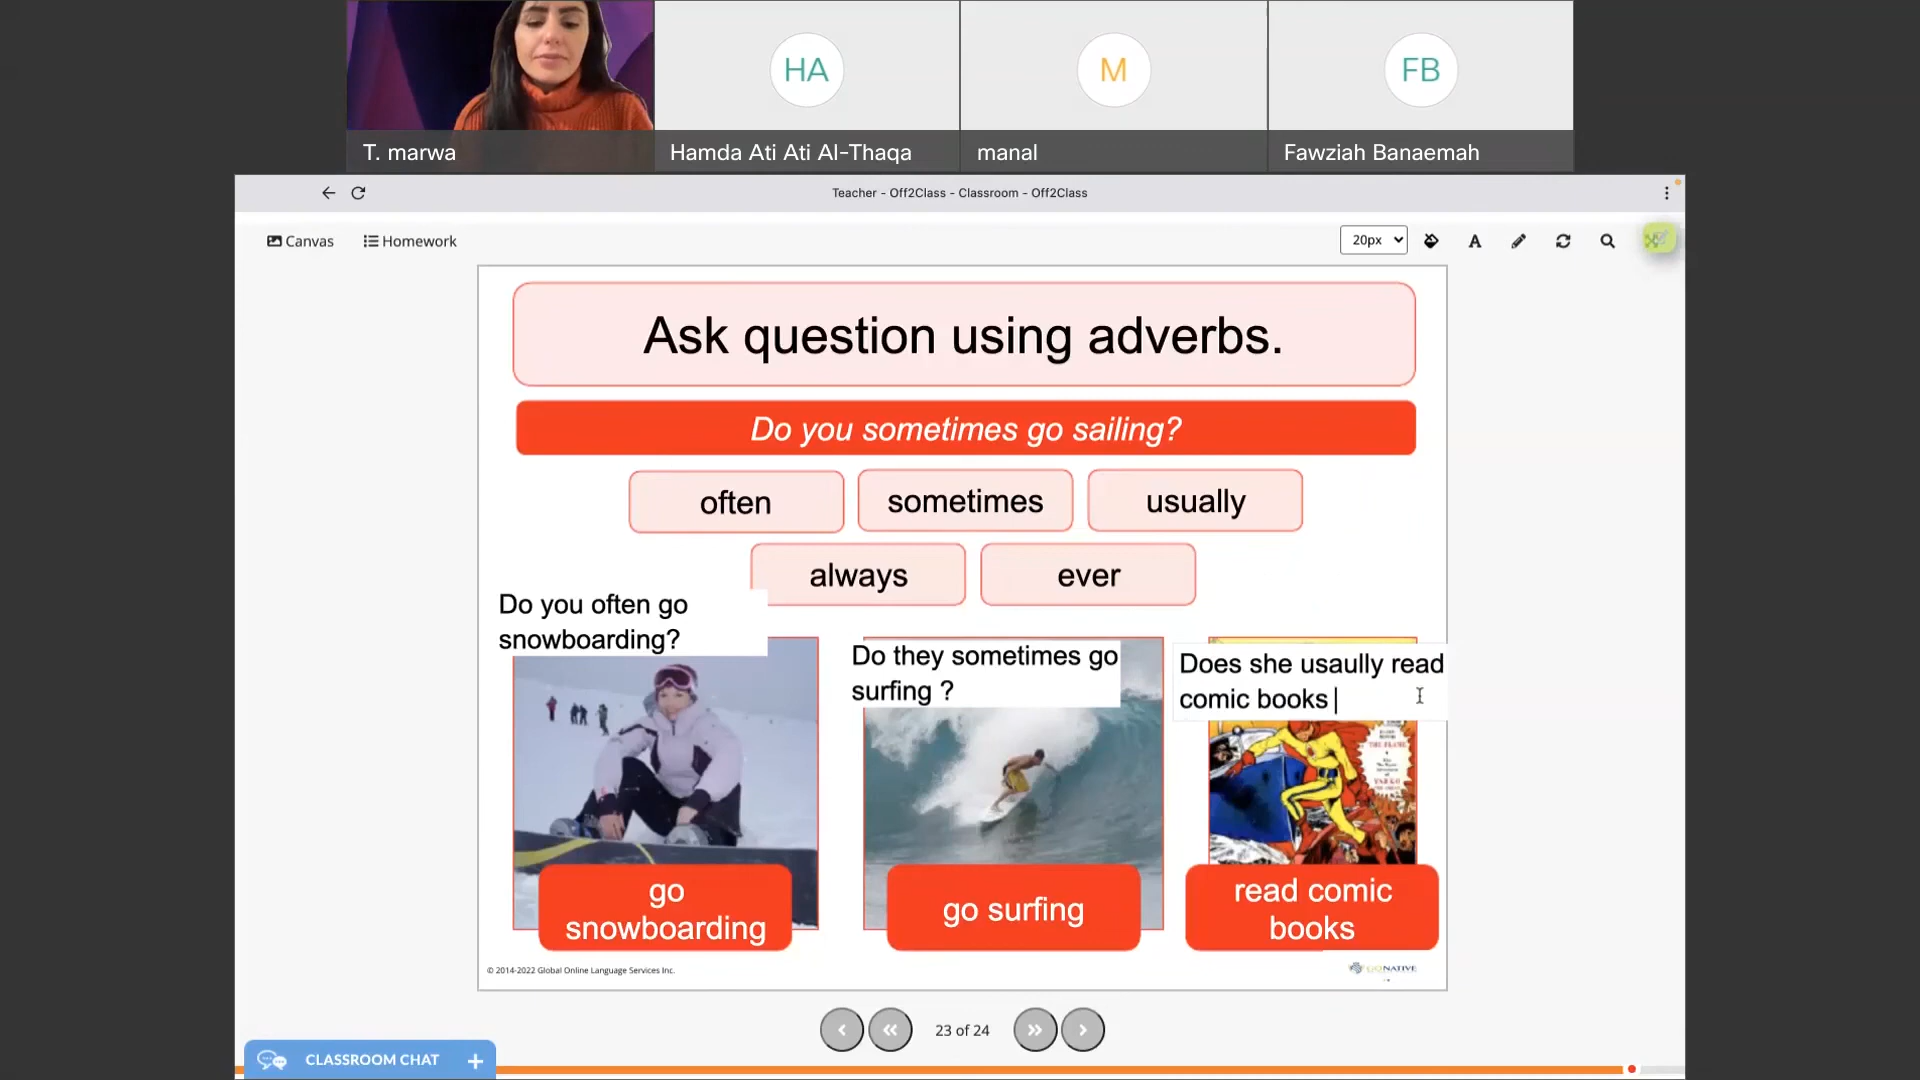 HA
M
FB
T. marwa
Hamda Ati Ati Al-Thaqa
manal
Fawziah Banaemah
Teacher - Off2Class - Classroom - Off2Class
Canvas
Homework
20px
A
Ask question using adverbs.
Do you sometimes go sailing?
often
sometimes
usually
always
ever
Do you often go
snowboarding?
Do they sometimes go
surfing ?
Does she usaully read
comic books
THE FLAME
go
snowboarding
go surfing
read comic
books
© 2014-2022 Global Online Language Services Inc.
GONATIVE
23 of 24
CLASSROOM CHAT